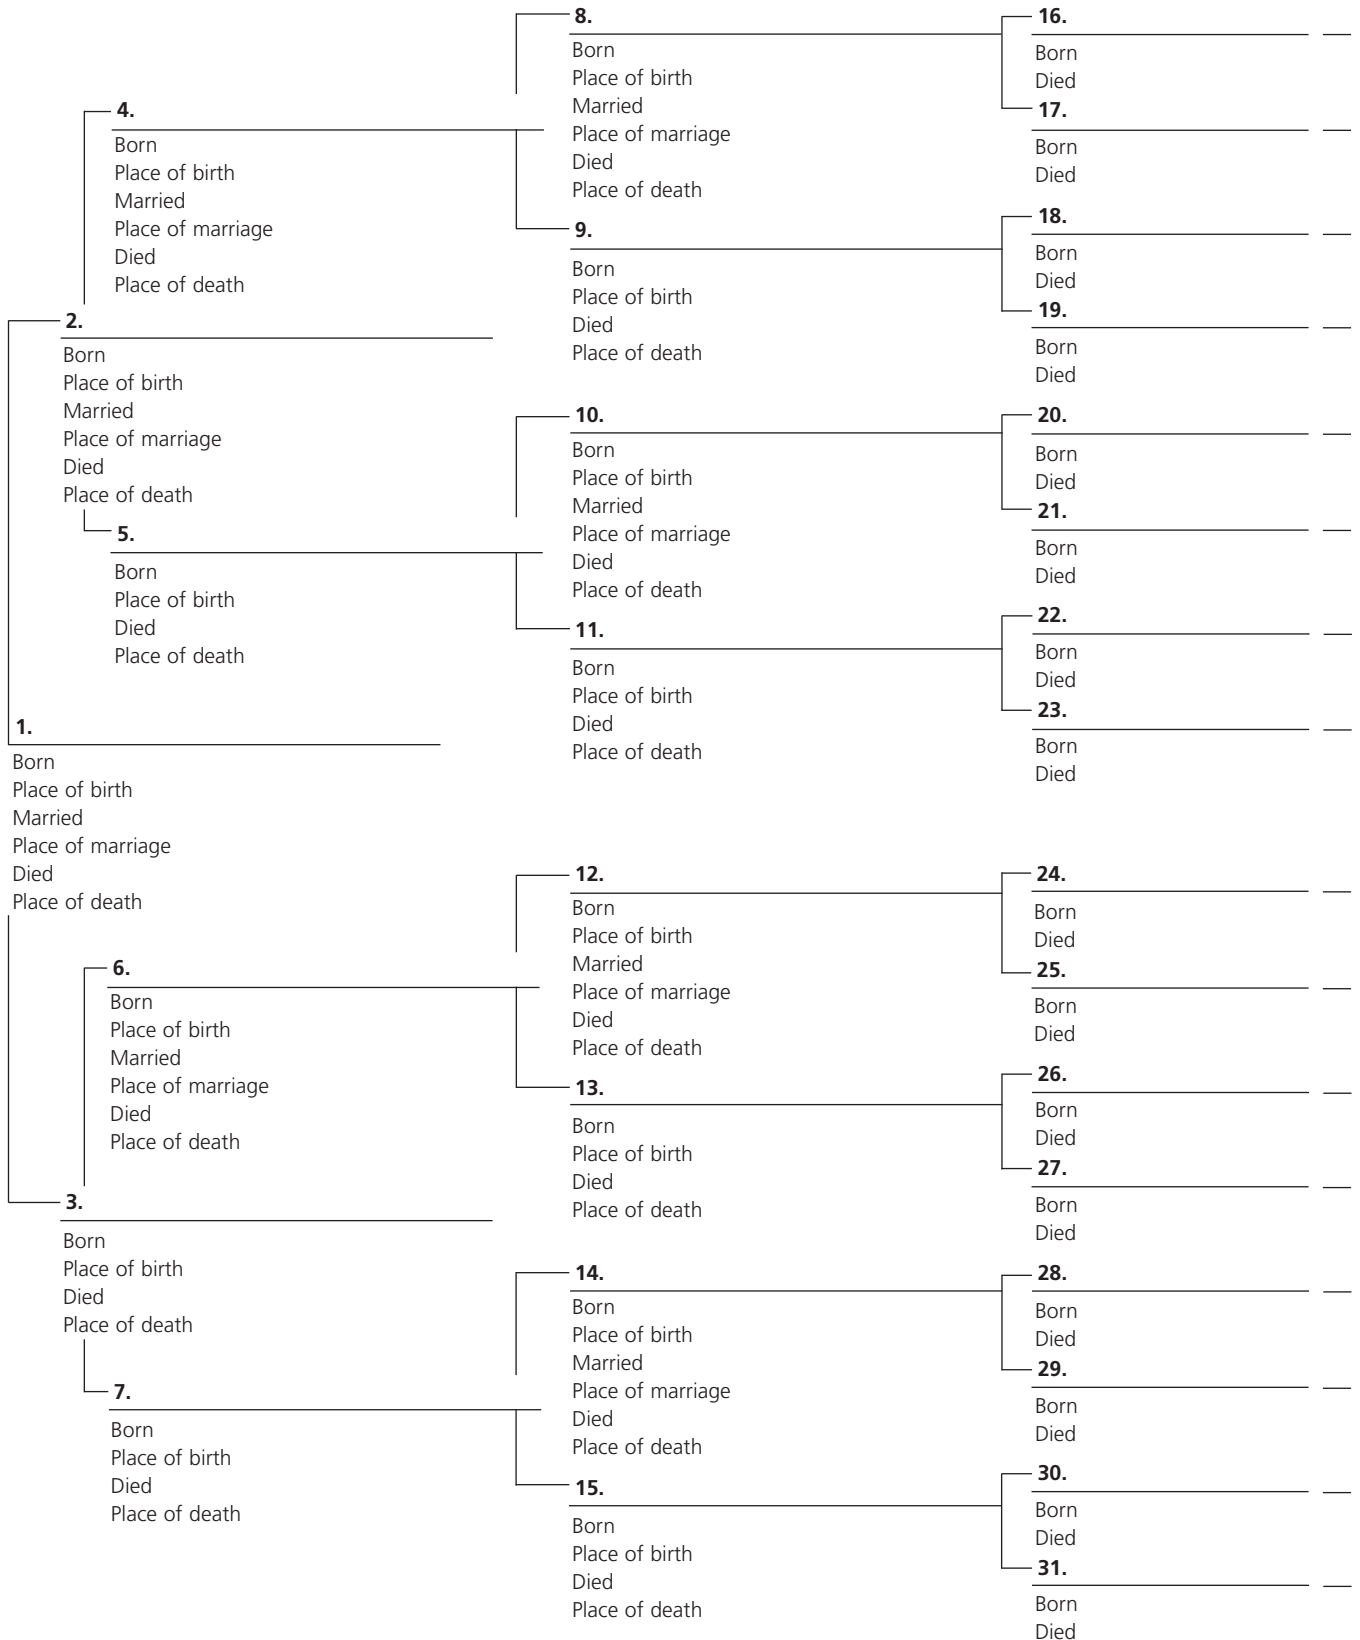 8.
Born
Place of birth
Married
Place of marriage
Died
Place of death
16.
Born
Died
17.
Born
Died
4.
Born
Place of birth
Married
Place of marriage
Died
Place of death
9.
Born
Place of birth
Died
Place of death
18.
Born
Died
19.
Born
Died
2.
Born
Place of birth
Married
Place of marriage
Died
Place of death
10.
Born
Place of birth
Married
Place of marriage
Died
Place of death
20.
Born
Died
21.
Born
Died
5.
Born
Place of birth
Died
Place of death
11.
Born
Place of birth
Died
Place of death
22.
Born
Died
23.
Born
Died
1.
Born
Place of birth
Married
Place of marriage
Died
Place of death
12.
Born
Place of birth
Married
Place of marriage
Died
Place of death
24.
Born
Died
25.
Born
Died
6.
Born
Place of birth
Married
Place of marriage
Died
Place of death
13.
Born
Place of birth
Died
Place of death
26.
Born
Died
27.
Born
Died
3.
Born
Place of birth
Died
Place of death
14.
Born
Place of birth
Married
Place of marriage
Died
Place of death
28.
Born
Died
29.
Born
Died
7.
Born
Place of birth
Died
Place of death
15.
Born
Place of birth
Died
Place of death
30.
Born
Died
31.
Born
Died